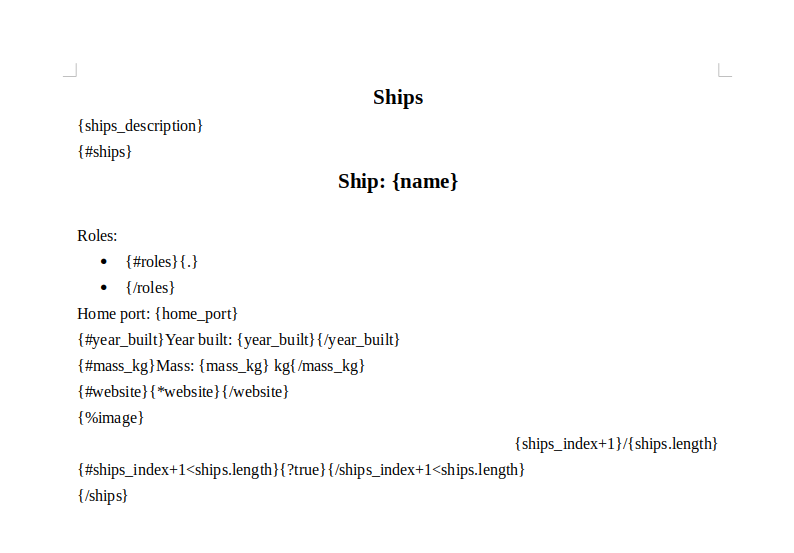 Ships
{ships_description}
{#ships}
Ship: {name}
Roles:
• {#roles}{.}
• {/roles}
Home port: {home_port}
{#year_built}Year built: {year_built}{/year_built}
{#mass_kg}Mass: {mass_kg} kg{/mass_kg}
{#website}{*website}{/website}
{%image}
{ships_index+1}/{ships.length}
{#ships_index+1<ships.length}{?true}{/ships_index+1<ships.length}
{/ships}